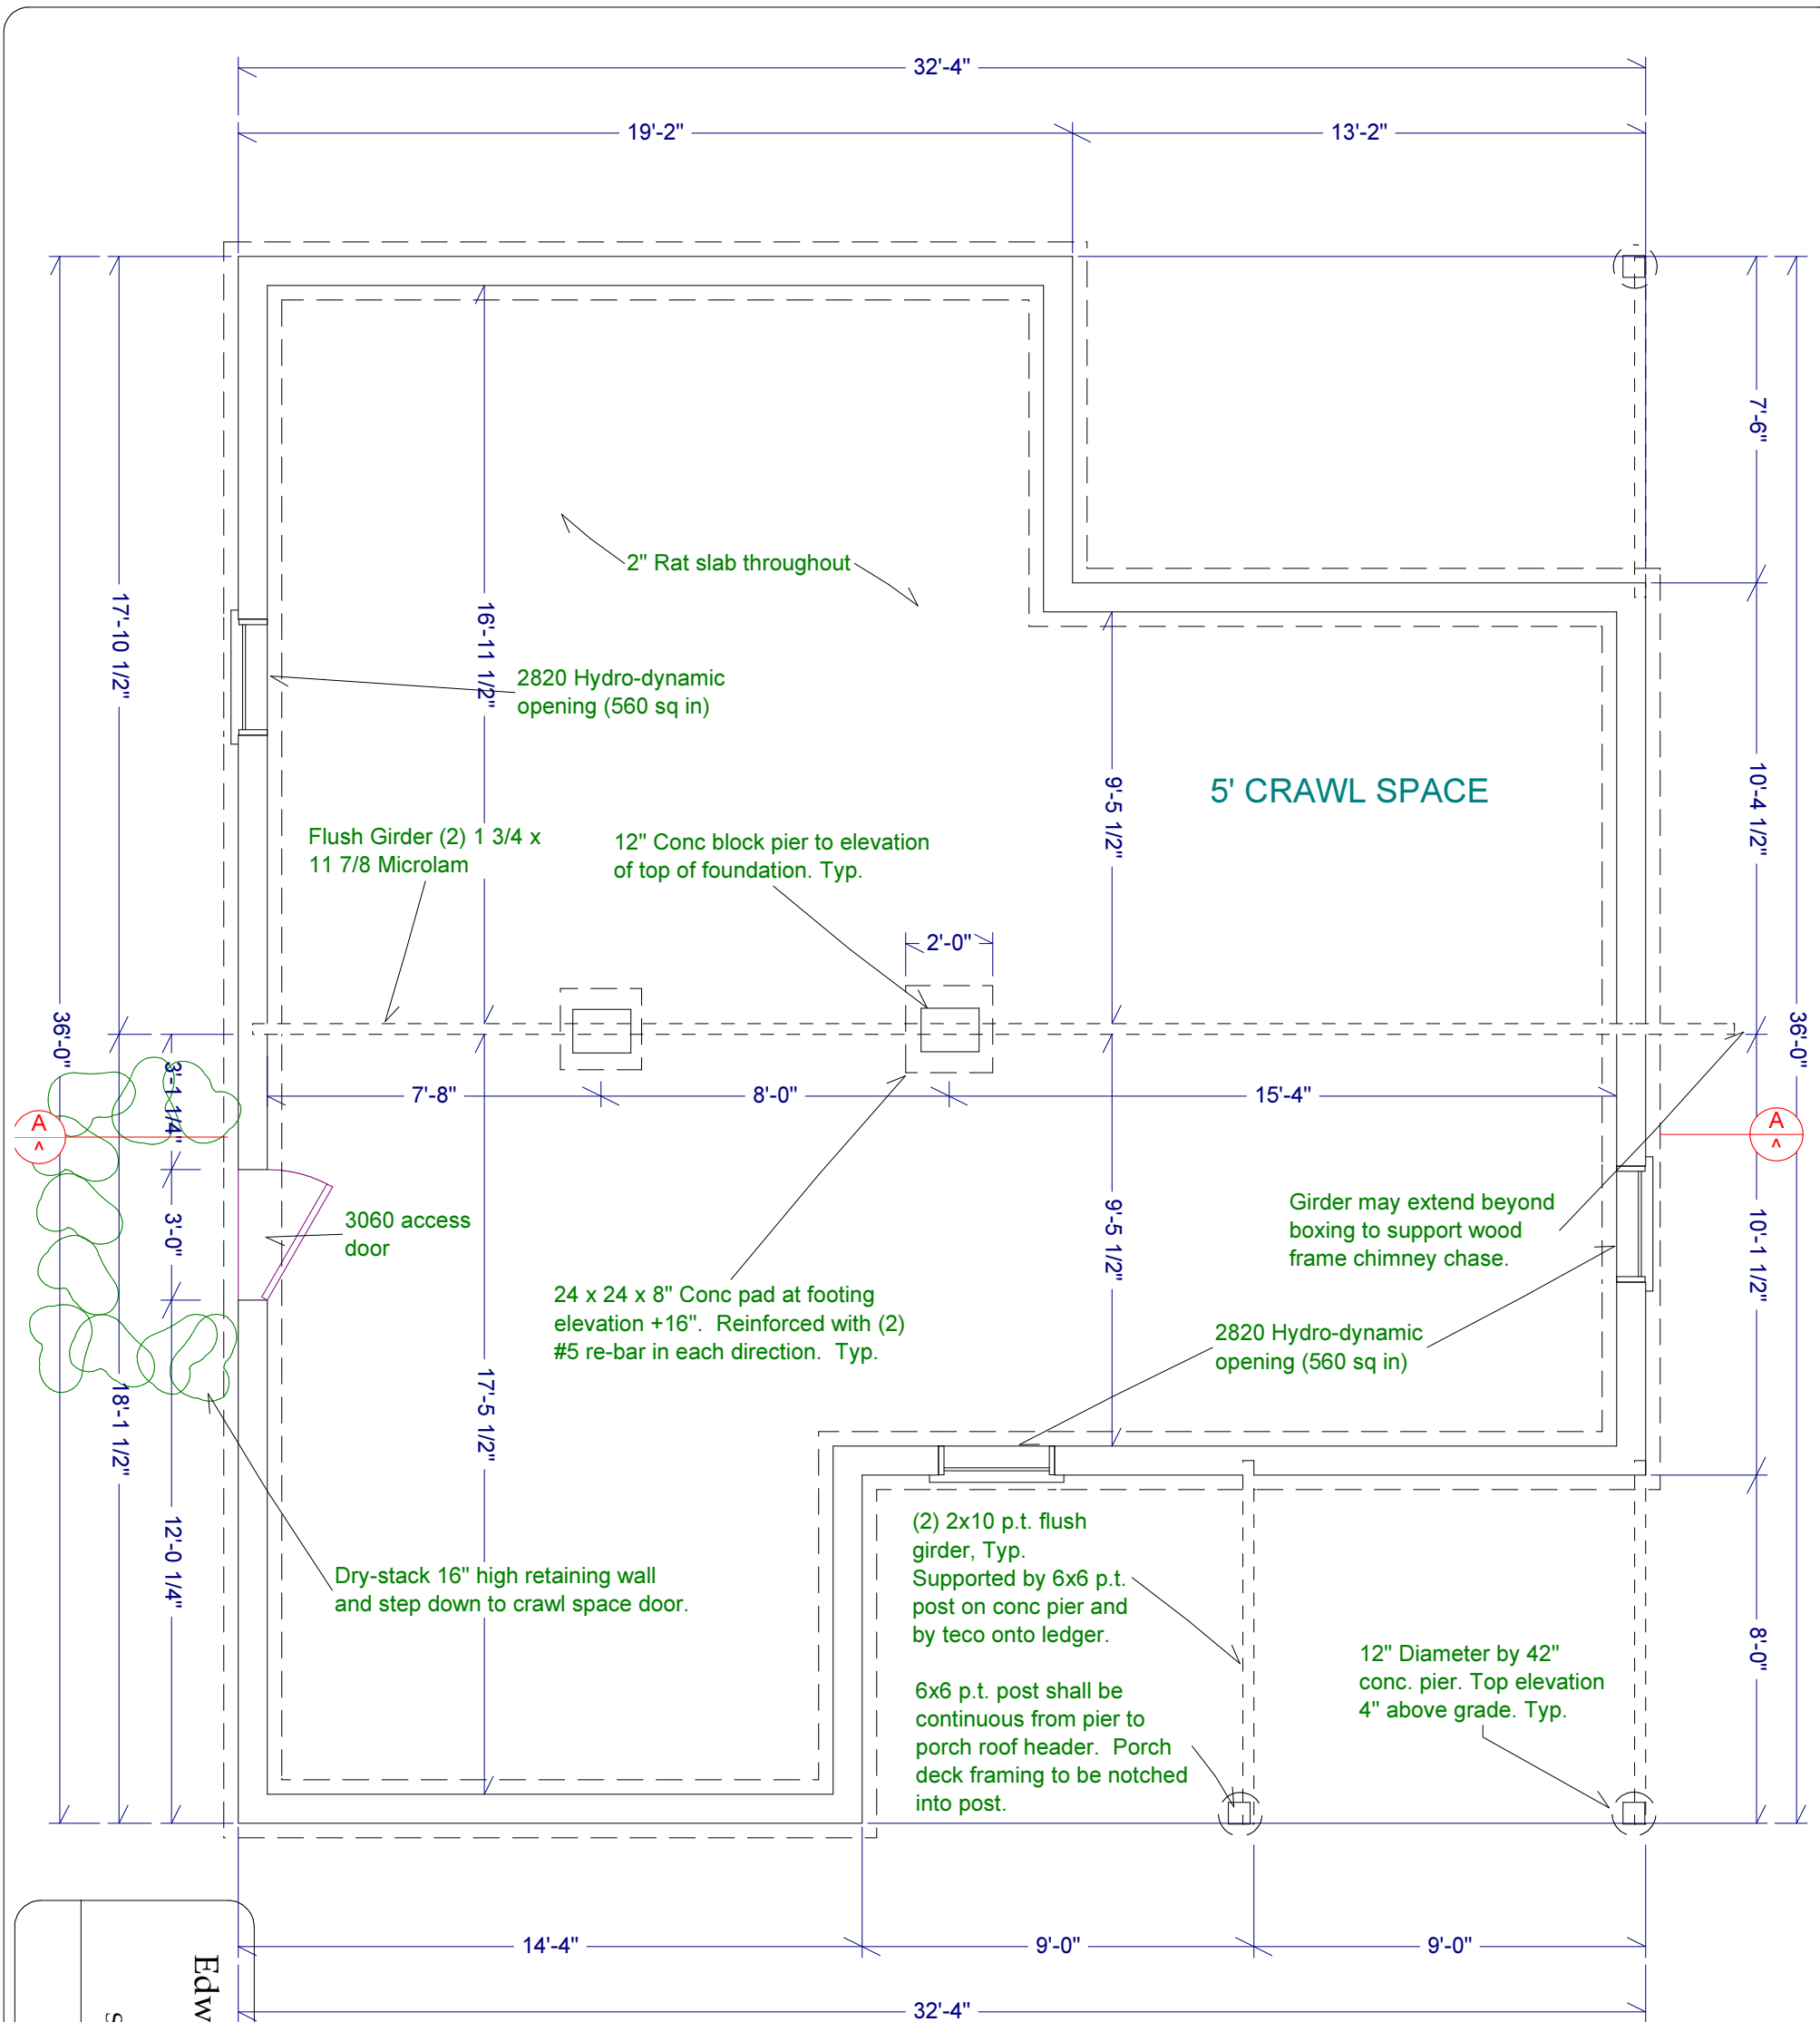 32'-4"
19'-2"
13'-2"
7'-6"
2" Rat slab throughout
17'-10 1/2"
16'-11 1/2"
2820 Hydro-dynamic
opening (560 sq in)
5' CRAWL SPACE
9'-5 1/2"
10'-4 1/2"
Flush Girder (2) 1 3/4 x
11 7/8 Microlam
12" Conc block pier to elevation
of top of foundation. Typ.
2'-0"
36'-0"
36'-0"
3'-1 1/4"
7'-8"
8'-0"
15'-4"
A
<
A
<
3'-0"
3060 access
door
9'-5 1/2"
Girder may extend beyond
boxing to support wood
frame chimney chase.
10'-1 1/2"
24 x 24 x 8" Conc pad at footing
elevation +16".  Reinforced with (2)
#5 re-bar in each direction.  Typ.
2820 Hydro-dynamic
opening (560 sq in)
18'-1 1/2"
17'-5 1/2"
12'-0 1/4"
Dry-stack 16" high retaining wall
and step down to crawl space door.
(2) 2x10 p.t. flush
girder, Typ.
Supported by 6x6 p.t.
post on conc pier and
by teco onto ledger.
6x6 p.t. post shall be
continuous from pier to
porch roof header.  Porch
deck framing to be notched
into post.
12" Diameter by 42"
conc. pier. Top elevation
4" above grade. Typ.
8'-0"
14'-4"
9'-0"
9'-0"
32'-4"
Edw